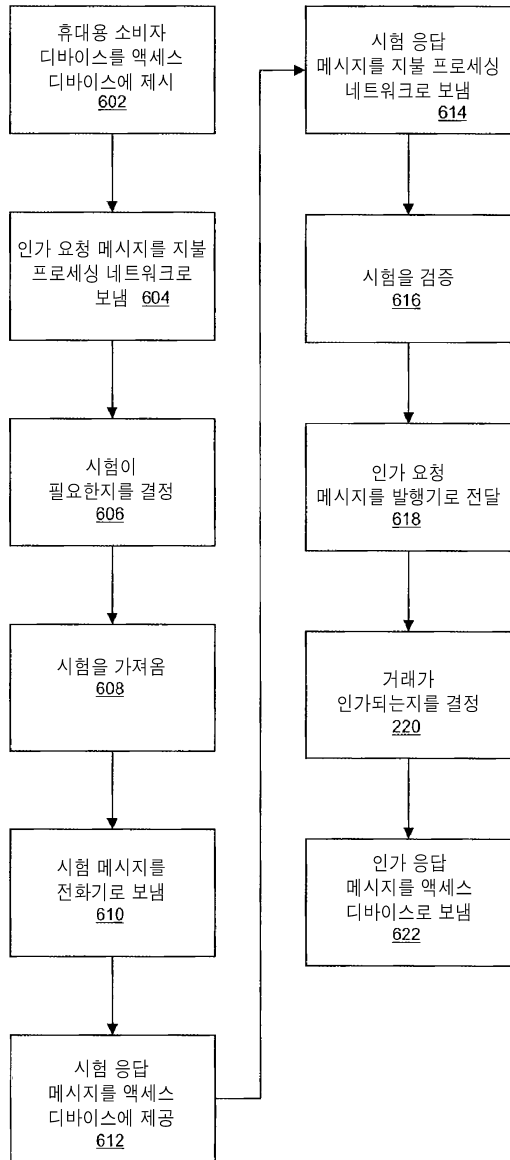 휴대용 소비자
디바이스를 액세스
디바이스에 제시
602
인가 요청 메시지를 지불
프로세싱 네트워크로
보냄 604
시험이
필요한지를 결정
606
시험을 가져옴
608
시험 메시지를
전화기로 보냄
610
시험 응답
메시지를 액세스
디바이스에 제공
612
시험 응답
메시지를 지불 프로세싱
네트워크로 보냄
614
시험을 검증
616
인가 요청
메시지를 발행기로 전달
618
거래가
인가되는지를 결정
220
인가 응답
메시지를 액세스
디바이스로 보냄
622